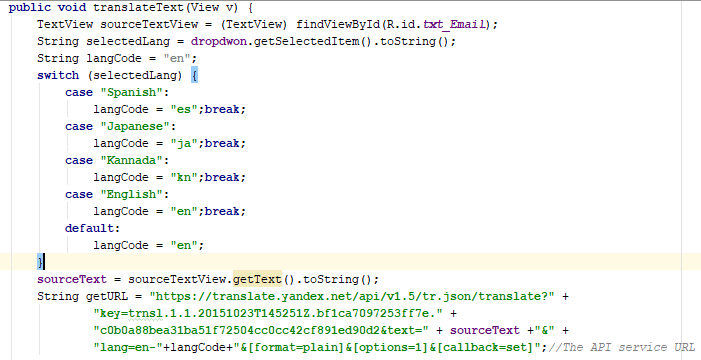 public void translateText(View v) {
TextView sourceTextView = (TextView) findViewById(R.id.txt_Email);
String selectedLang = dropdwon.getSelectedItem().toString();
String langCode = "en";
switch (selectedLang) {
case "Spanish":
langCode = "es";break;
case "Japanese":
langCode = "ja";break;
case "Kannada":
langCode = "kn";break;
case "English":
langCode = "en";break;
default:
langCode = "en";
}
sourceText = sourceTextView.getText().toString();
String getURL = "https://translate.yandex.net/api/v1.5/tr.json/translate?" +
"key=trnsl.1.1.20151023T145251Z.bf1ca7097253ff7e." +
"c0b0a88bea31ba51f72504cc0cc42cf891ed90d2&text=" + sourceText +"&" +
"lang=en-"+langCode+"&[format=plain]&[options=1]&[callback=set]";//The API service URL